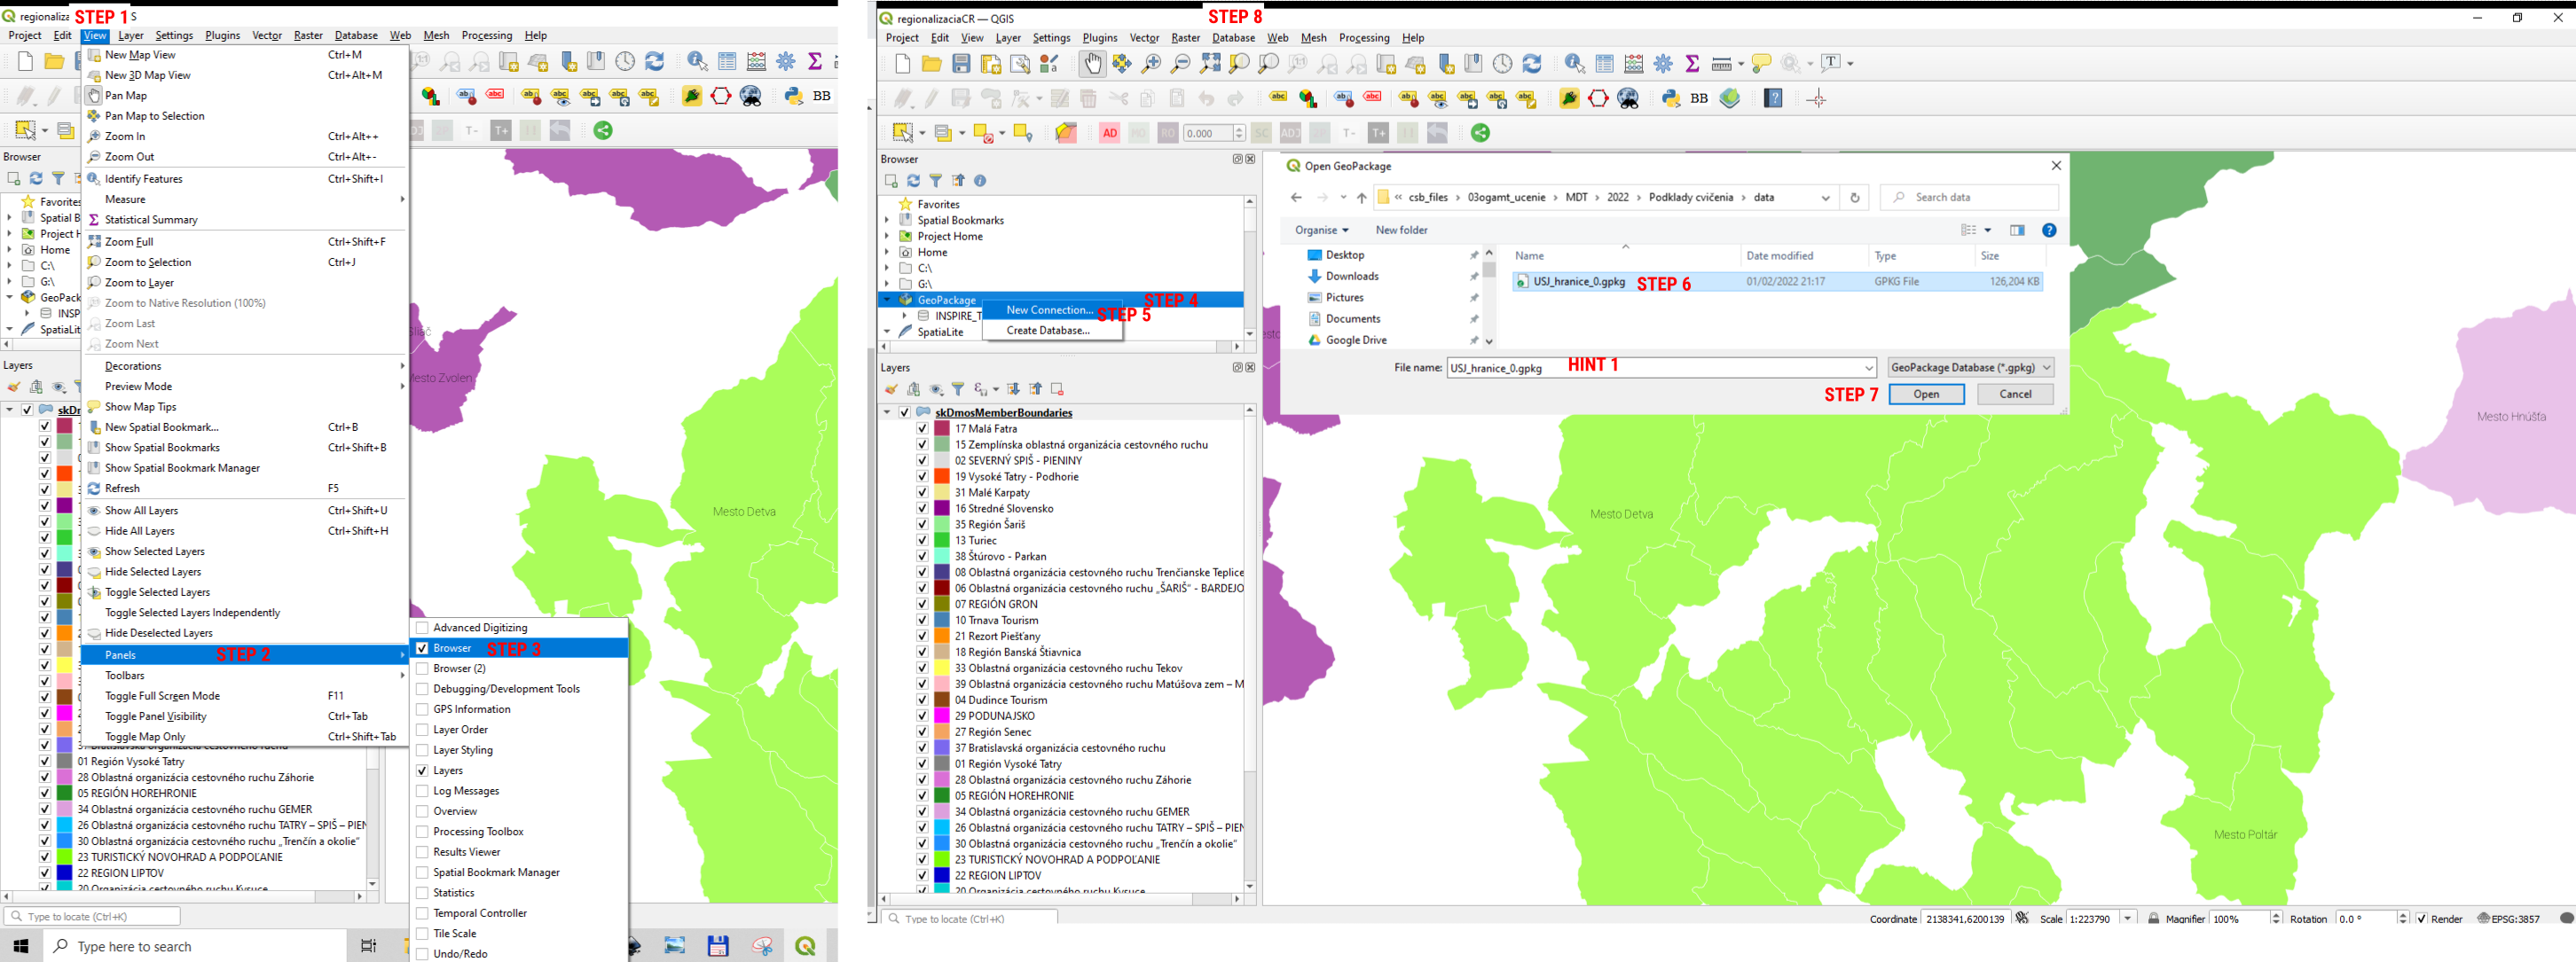 regionaliza STEP 1 S
Project Edit View Layer Settings Plugins Vector Raster Database Web Mesh Processing Help
New Map View Ctrl+M
New 3D Map View Ctrl+Alt+M
Pan Map
Pan Map to Selection
Zoom In Ctrl+Alt++
Zoom Out Ctrl+Alt+-
Identify Features Ctrl+Shift+I
Measure
Statistical Summary
Zoom Full Ctrl+Shift+F
Zoom to Selection Ctrl+J
Zoom to Layer
Zoom to Native Resolution (100%)
Zoom Last
Zoom Next
Decorations
Preview Mode
Show Map Tips
New Spatial Bookmark... Ctrl+B
Show Spatial Bookmarks Ctrl+Shift+B
Show Spatial Bookmark Manager
Refresh F5
Show All Layers Ctrl+Shift+U
Hide All Layers Ctrl+Shift+H
Show Selected Layers
Hide Selected Layers
Toggle Selected Layers
Toggle Selected Layers Independently
Hide Deselected Layers
Panels STEP 2
Toolbars
Toggle Full Screen Mode F11
Toggle Panel Visibility Ctrl+Tab
Toggle Map Only Ctrl+Shift+Tab
Advanced Digitizing
Browser STEP 3
Browser (2)
Debugging/Development Tools
GPS Information
Layer Order
Layer Styling
Layers
Log Messages
Overview
Processing Toolbox
Results Viewer
Spatial Bookmark Manager
Statistics
Temporal Controller
Tile Scale
Undo/Redo
Browser
Favorites
Spatial B
Project H
Home
C:\
G:\
GeoPack
INSP
SpatiaLit
Layers
skDr
01 Región Vysoké Tatry
28 Oblastná organizácia cestovného ruchu Záhorie
05 REGIÓN HOREHRONIE
34 Oblastná organizácia cestovného ruchu GEMER
26 Oblastná organizácia cestovného ruchu TATRY – SPIŠ – PIEN
30 Oblastná organizácia cestovného ruchu „Trenčín a okolie“
23 TURISTICKÝ NOVOHRAD A PODPOĽANIE
22 REGION LIPTOV
20 Organizácia cestovného ruchu Kysuce
Type to locate (Ctrl+K)
Type here to search
abc abc BB
T- T+
Mesto Zvolen
Mesto Detva
regionalizaciaCR — QGIS STEP 8
Project Edit View Layer Settings Plugins Vector Raster Database Web Mesh Processing Help
abc abc abc BB
AD MO RO 0.000 SC ADJ T- T+
Browser
Favorites
Spatial Bookmarks
Project Home
Home
C:\
G:\
GeoPackage STEP 4
INSPIRE_T
SpatiaLite
New Connection... STEP 5
Create Database...
Layers
skDmosMemberBoundaries
17 Malá Fatra
15 Zemplínska oblastná organizácia cestovného ruchu
02 SEVERNÝ SPIŠ - PIENINY
19 Vysoké Tatry - Podhorie
31 Malé Karpaty
16 Stredné Slovensko
35 Región Šariš
13 Turiec
38 Štúrovo - Parkan
08 Oblastná organizácia cestovného ruchu Trenčianske Teplice
06 Oblastná organizácia cestovného ruchu „ŠARIŠ“ - BARDEJO
07 REGIÓN GRON
10 Trnava Tourism
21 Rezort Piešťany
18 Región Banská Štiavnica
33 Oblastná organizácia cestovného ruchu Tekov
39 Oblastná organizácia cestovného ruchu Matúšova zem – M
04 Dudince Tourism
29 PODUNAJSKO
27 Región Senec
37 Bratislavská organizácia cestovného ruchu
01 Región Vysoké Tatry
28 Oblastná organizácia cestovného ruchu Záhorie
05 REGIÓN HOREHRONIE
34 Oblastná organizácia cestovného ruchu GEMER
26 Oblastná organizácia cestovného ruchu TATRY – SPIŠ – PIEN
30 Oblastná organizácia cestovného ruchu „Trenčín a okolie“
23 TURISTICKÝ NOVOHRAD A PODPOĽANIE
22 REGION LIPTOV
20 Organizácia cestovného ruchu Kysuce
Type to locate (Ctrl+K)
Open GeoPackage
« csb_files › 03ogamt_ucenie › MDT › 2022 › Podklady cvičenia › data
Search data
Organise New folder
Desktop
Downloads
Pictures
Documents
Google Drive
Name Date modified Type Size
USJ_hranice_0.gpkg STEP 6 01/02/2022 21:17 GPKG File 126,204 KB
File name: USJ_hranice_0.gpkg HINT 1 GeoPackage Database (*.gpkg)
STEP 7 Open Cancel
Mesto Hnúšťa
Mesto Detva
Mesto Poltár
Coordinate 2138341,6200139 Scale 1:223790 Magnifier 100% Rotation 0.0 ° Render EPSG:3857